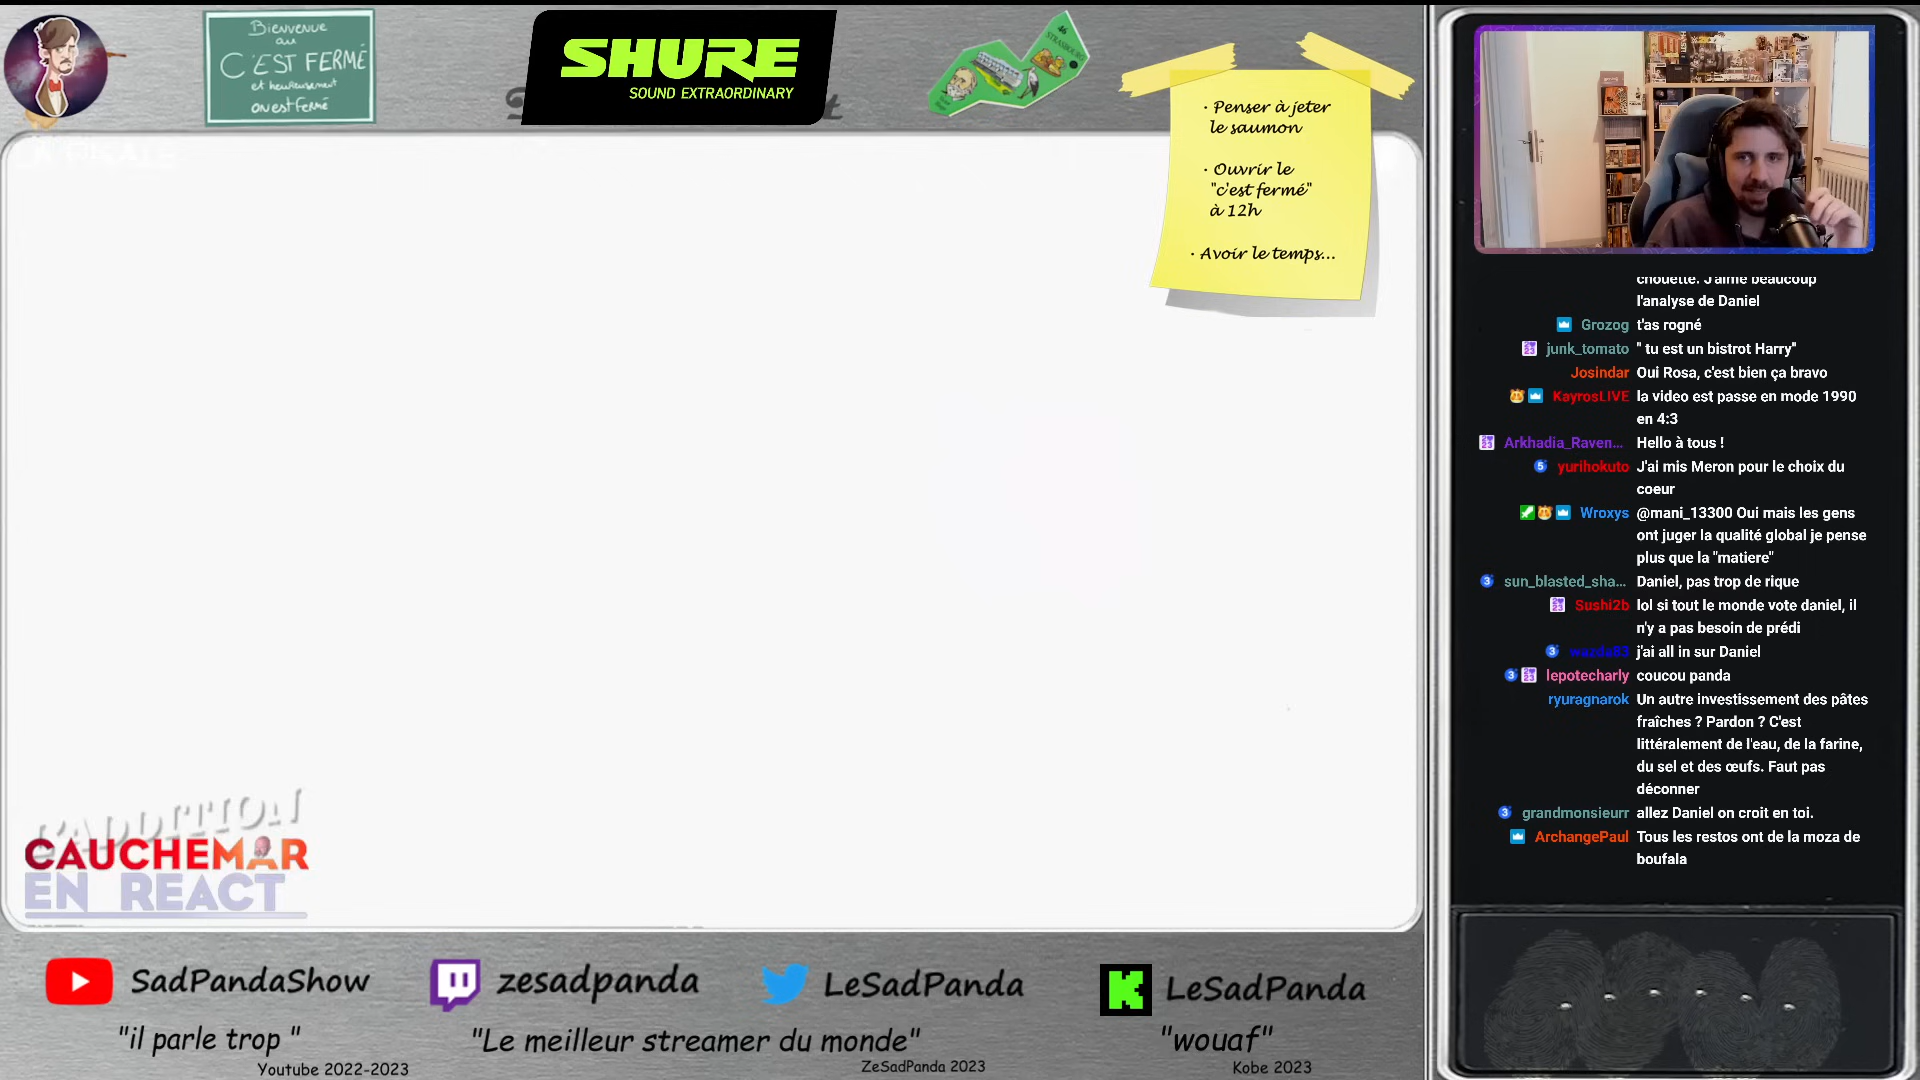 Bienvenue
au
C'EST FERMÉ
et heureusement
on est fermé
SHURE
SOUND EXTRAORDINARY
46
STRASBOURG
· Penser à jeter
le saumon
· Ouvrir le
"c'est fermé"
à 12h
· Avoir le temps...
chouette. J'aime beaucoup
l'analyse de Daniel
Grozog t'as rogné
junk_tomato " tu est un bistrot Harry"
Josindar Oui Rosa, c'est bien ça bravo
KayrosLIVE la video est passe en mode 1990
en 4:3
Arkhadia_Raven... Hello à tous !
yurihokuto J'ai mis Meron pour le choix du
coeur
Wroxys @mani_13300 Oui mais les gens
ont juger la qualité global je pense
plus que la "matiere"
sun_blasted_sha... Daniel, pas trop de rique
Sushi2b lol si tout le monde vote daniel, il
n'y a pas besoin de prédi
wazda83 j'ai all in sur Daniel
lepotecharly coucou panda
ryuragnarok Un autre investissement des pâtes
fraîches ? Pardon ? C'est
littéralement de l'eau, de la farine,
du sel et des œufs. Faut pas
déconner
grandmonsieurr allez Daniel on croit en toi.
ArchangePaul Tous les restos ont de la moza de
boufala
L'ADDITION
CAUCHEMAR
EN REACT
SadPandaShow
"il parle trop "
Youtube 2022-2023
zesadpanda
"Le meilleur streamer du monde"
ZeSadPanda 2023
LeSadPanda
LeSadPanda
"wouaf"
Kobe 2023